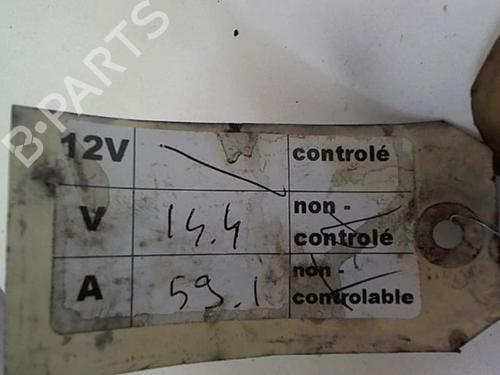 B-PARTS
12V controlé
V 14.4 non - controlé
A 59.1 non - controlable